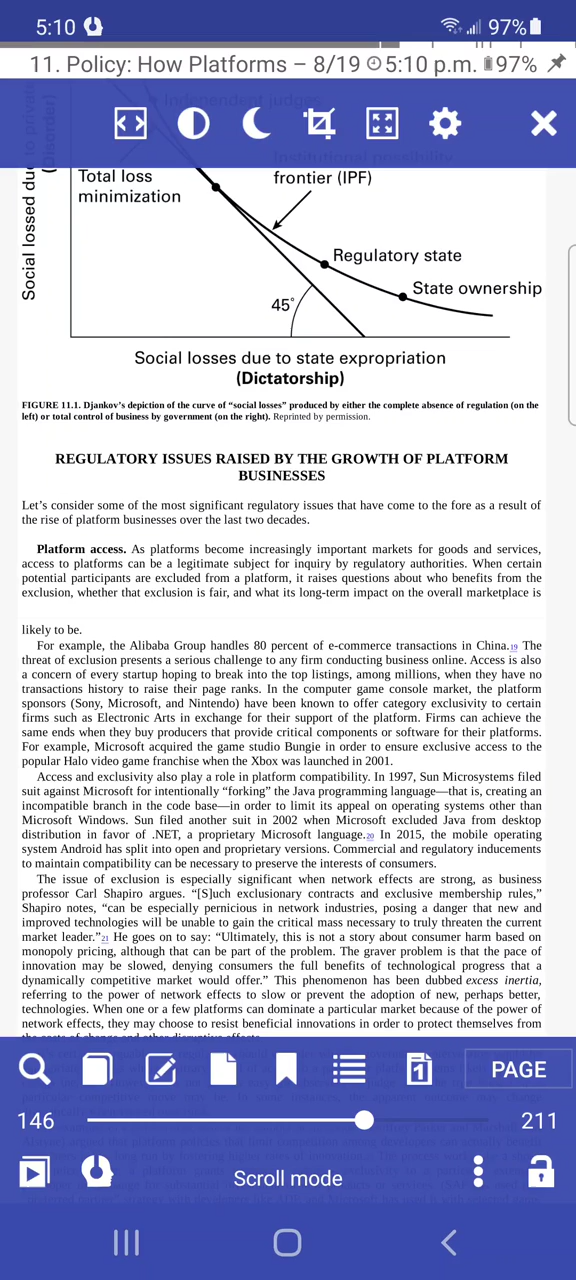 5:10
97%
11. Policy: How Platforms – 8/19
5:10 p.m.
97%
Independent judges
Institutional possibility
frontier (IPF)
Total loss
minimization
Social lossed due to private
(Disorder)
Regulatory state
State ownership
45°
Social losses due to state expropriation
(Dictatorship)
FIGURE 11.1. Djankov's depiction of the curve of “social losses” produced by either the complete absence of regulation (on the
left) or total control of business by government (on the right). Reprinted by permission.
REGULATORY ISSUES RAISED BY THE GROWTH OF PLATFORM
BUSINESSES
Let's consider some of the most significant regulatory issues that have come to the fore as a result of
the rise of platform businesses over the last two decades.
Platform access. As platforms become increasingly important markets for goods and services,
access to platforms can be a legitimate subject for inquiry by regulatory authorities. When certain
potential participants are excluded from a platform, it raises questions about who benefits from the
exclusion, whether that exclusion is fair, and what its long-term impact on the overall marketplace is
likely to be.
For example, the Alibaba Group handles 80 percent of e-commerce transactions in China.19 The
threat of exclusion presents a serious challenge to any firm conducting business online. Access is also
a concern of every startup hoping to break into the top listings, among millions, when they have no
transactions history to raise their page ranks. In the computer game console market, the platform
sponsors (Sony, Microsoft, and Nintendo) have been known to offer category exclusivity to certain
firms such as Electronic Arts in exchange for their support of the platform. Firms can achieve the
same ends when they buy producers that provide critical components or software for their platforms.
For example, Microsoft acquired the game studio Bungie in order to ensure exclusive access to the
popular Halo video game franchise when the Xbox was launched in 2001.
Access and exclusivity also play a role in platform compatibility. In 1997, Sun Microsystems filed
suit against Microsoft for intentionally “forking” the Java programming language—that is, creating an
incompatible branch in the code base—in order to limit its appeal on operating systems other than
Microsoft Windows. Sun filed another suit in 2002 when Microsoft excluded Java from desktop
distribution in favor of .NET, a proprietary Microsoft language.20 In 2015, the mobile operating
system Android has split into open and proprietary versions. Commercial and regulatory inducements
to maintain compatibility can be necessary to preserve the interests of consumers.
The issue of exclusion is especially significant when network effects are strong, as business
professor Carl Shapiro argues. “[S]uch exclusionary contracts and exclusive membership rules,”
Shapiro notes, “can be especially pernicious in network industries, posing a danger that new and
improved technologies will be unable to gain the critical mass necessary to truly threaten the current
market leader.”21 He goes on to say: “Ultimately, this is not a story about consumer harm based on
monopoly pricing, although that can be part of the problem. The graver problem is that the pace of
innovation may be slowed, denying consumers the full benefits of technological progress that a
dynamically competitive market would offer.” This phenomenon has been dubbed excess inertia,
referring to the power of network effects to slow or prevent the adoption of new, perhaps better,
technologies. When one or a few platforms can dominate a particular market because of the power of
network effects, they may choose to resist beneficial innovations in order to protect themselves from
the costs of change and other disruptive effects.
1
PAGE
146
211
Scroll mode